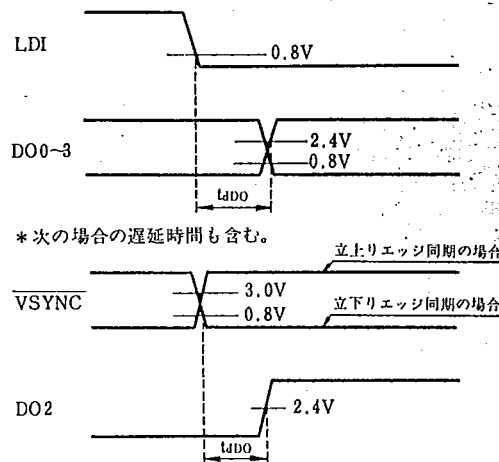 LDI
0.8V
DO0~3
2.4V
0.8V
tdDO
*次の場合の遅延時間も含む。
立上りエッジ同期の場合
VSYNC
3.0V
0.8V
立下りエッジ同期の場合
DO2
2.4V
tdDO